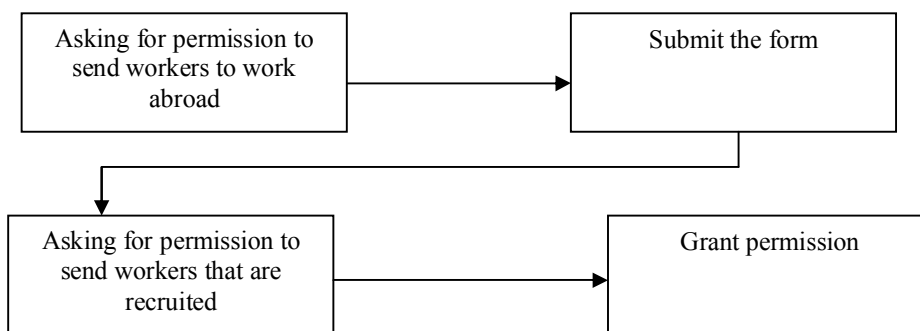 Asking for permission to
send workers to work
abroad
Submit the form
Asking for permission to
send workers that are
recruited
Grant permission